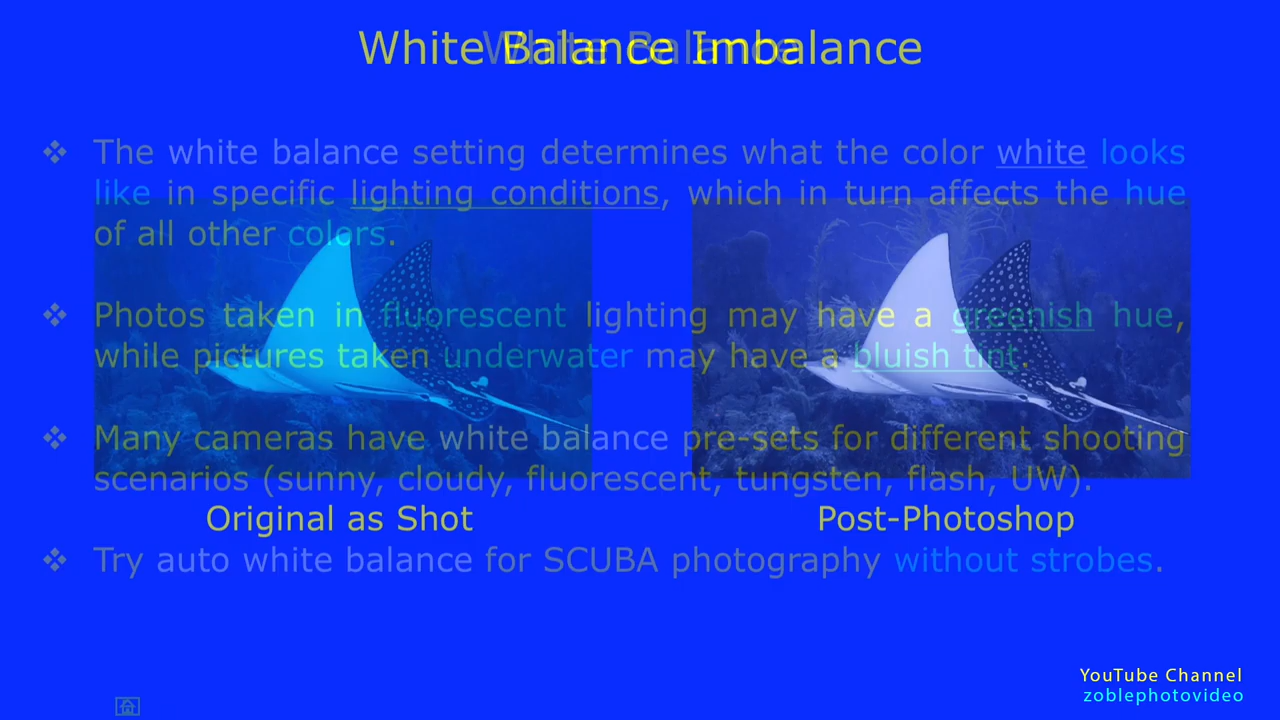 White Balance Imbalance
White Balance
❖ The white balance setting determines what the color white looks
like in specific lighting conditions, which in turn affects the hue
of all other colors.
❖ Photos taken in fluorescent lighting may have a greenish hue,
while pictures taken underwater may have a bluish tint.
❖ Many cameras have white balance pre-sets for different shooting
scenarios (sunny, cloudy, fluorescent, tungsten, flash, UW).
Original as Shot
Post-Photoshop
❖ Try auto white balance for SCUBA photography without strobes.
YouTube Channel
zoblephotovideo